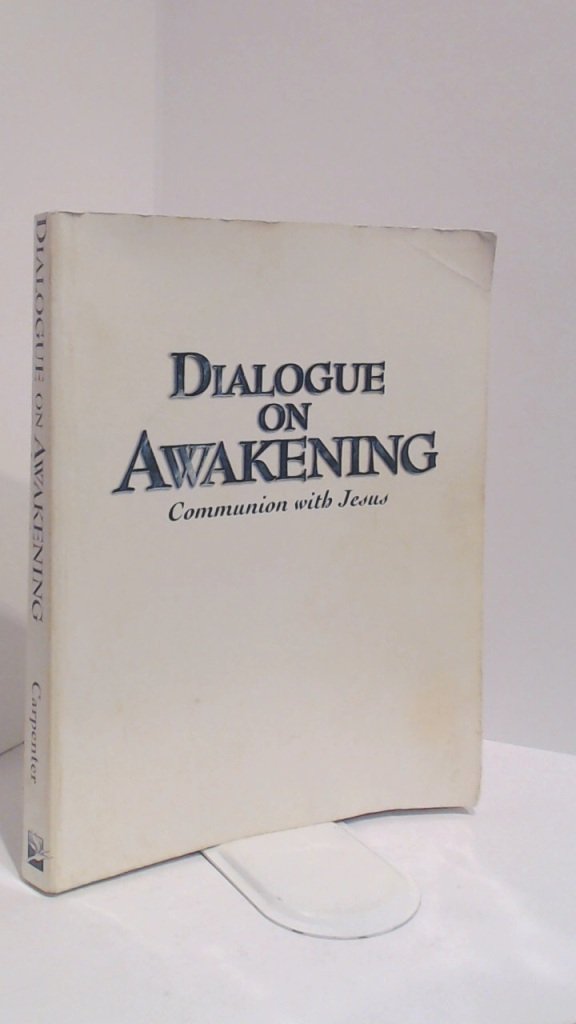 Dialogue on Awakening
Carpenter
Dialogue
on
Awakening
Communion with Jesus